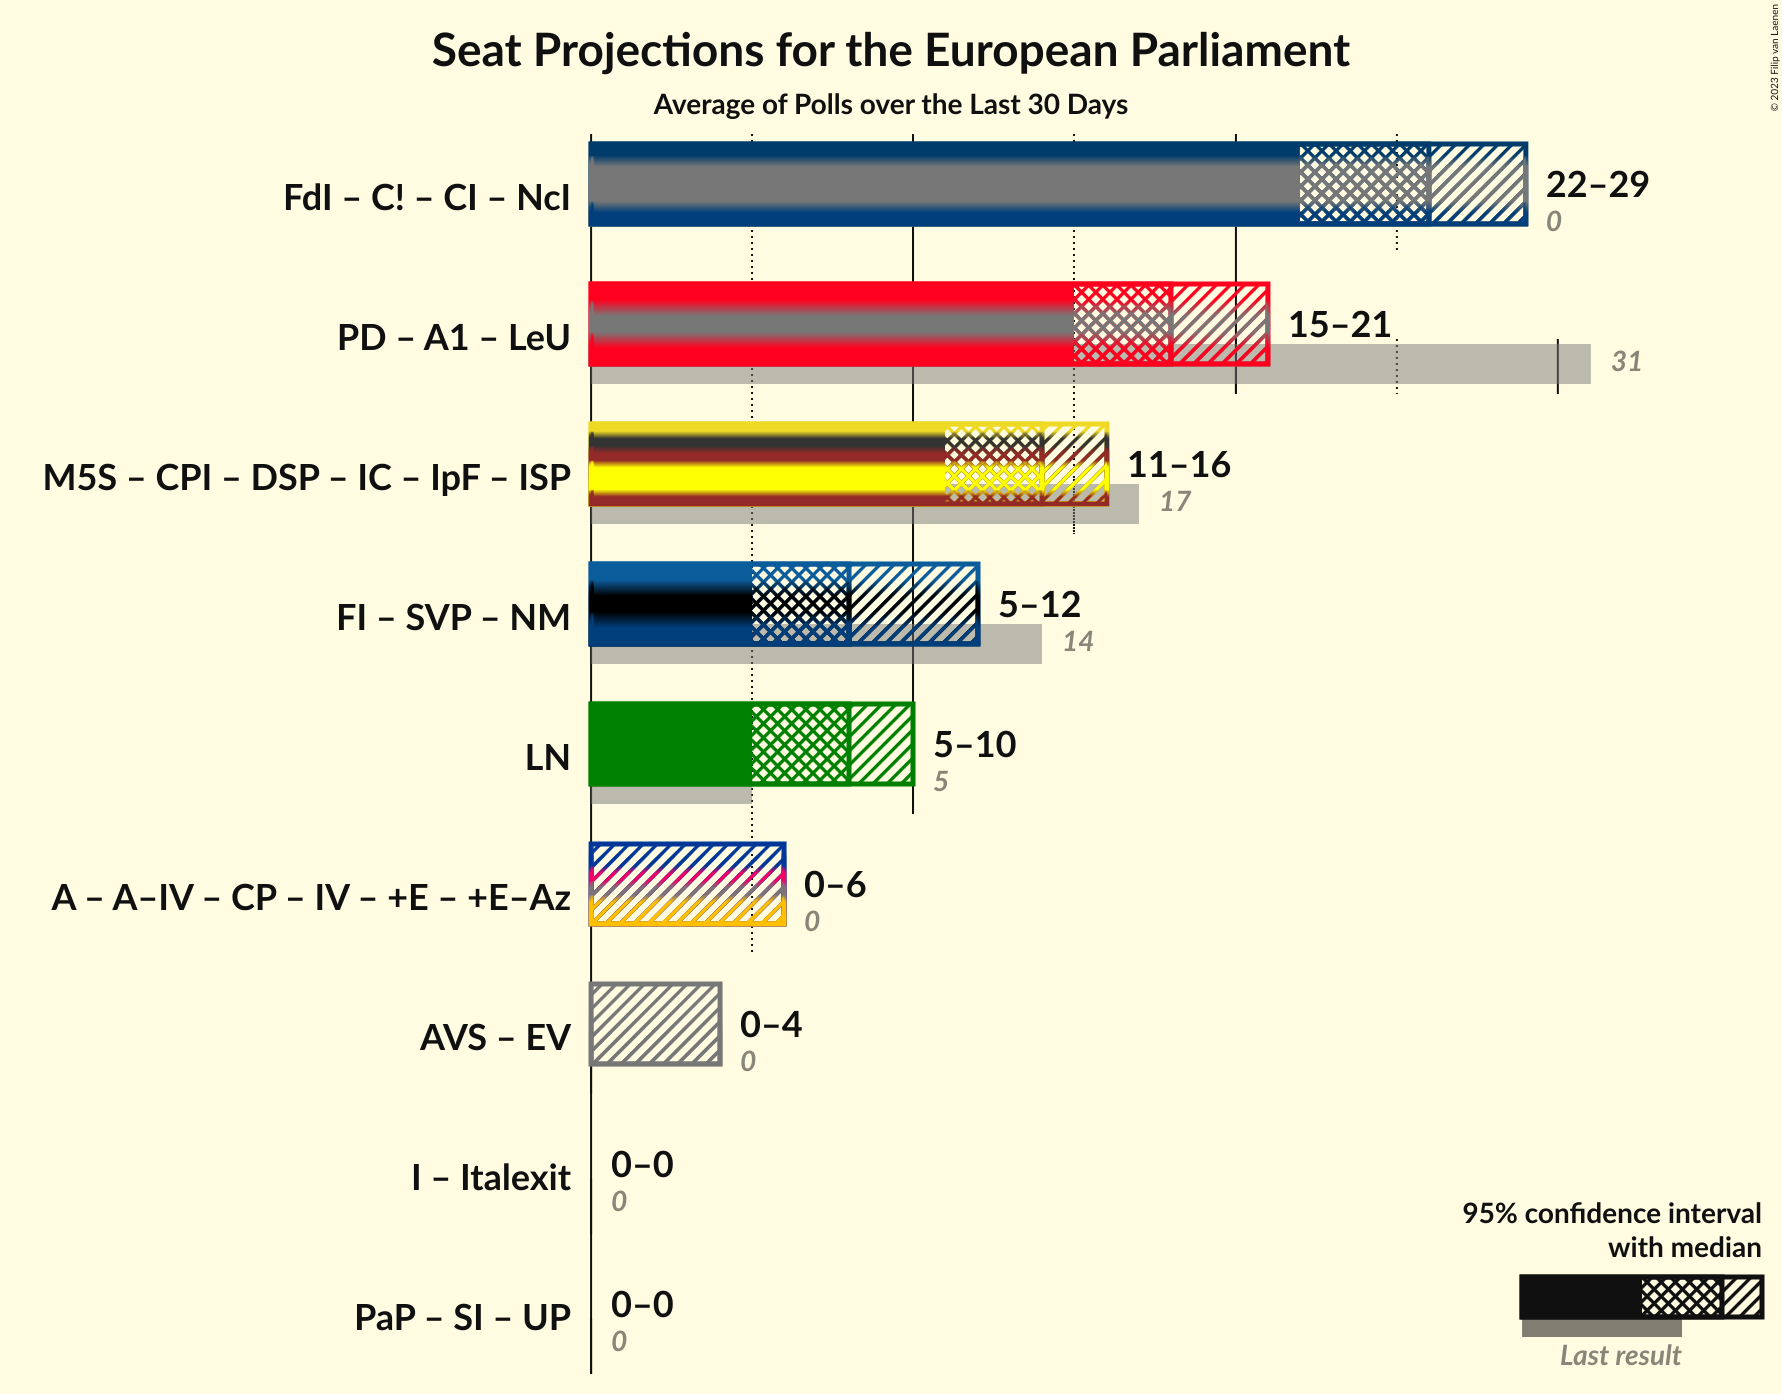 Seat Projections for the European Parliament
Average of Polls over the Last 30 Days
© 2023 Filip van Laenen
FdI – C! – CI – NcI
22–29
0
PD – A1 – LeU
15–21
31
M5S – CPI – DSP – IC – IpF – ISP
11–16
17
FI – SVP – NM
5–12
14
LN
5–10
5
A – A–IV – CP – IV – +E – +E–Az
0–6
0
AVS – EV
0–4
0
I – Italexit
0–0
0
PaP – SI – UP
0–0
0
95% confidence interval
with median
Last result